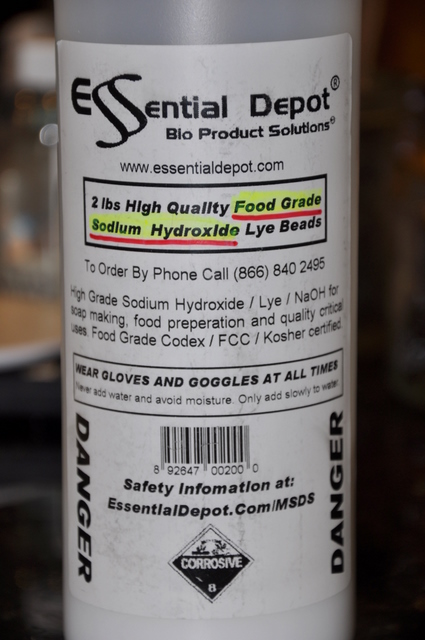 Essential Depot®
Bio Product Solutions®
www.essentialdepot.com
2 lbs High Quality Food Grade
Sodium Hydroxide Lye Beads
To Order By Phone Call (866) 840 2495
High Grade Sodium Hydroxide / Lye / NaOH for
soap making, food preperation and quality critical
uses. Food Grade Codex / FCC / Kosher certified.
WEAR GLOVES AND GOGGLES AT ALL TIMES
Never add water and avoid moisture. Only add slowly to water.
DANGER
DANGER
8 92647 00200 0
Safety Infomation at:
EssentialDepot.Com/MSDS
CORROSIVE
8